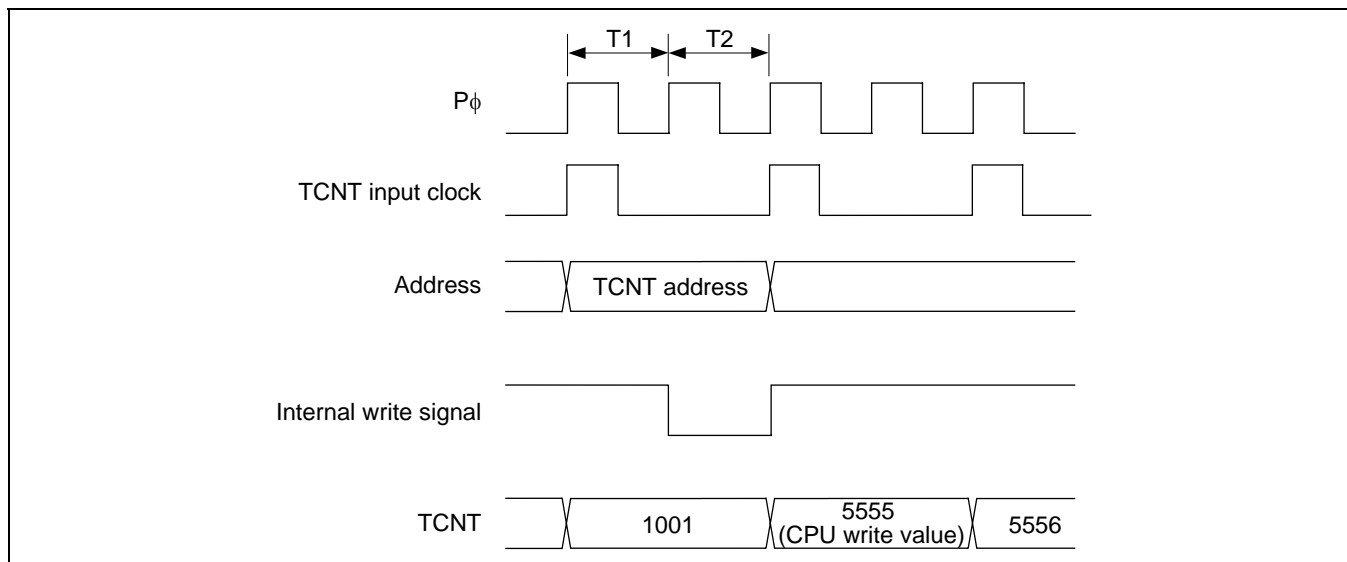 T1 T2
Pϕ
TCNT input clock
Address TCNT address
Internal write signal
TCNT 1001 5555 5556
(CPU write value)